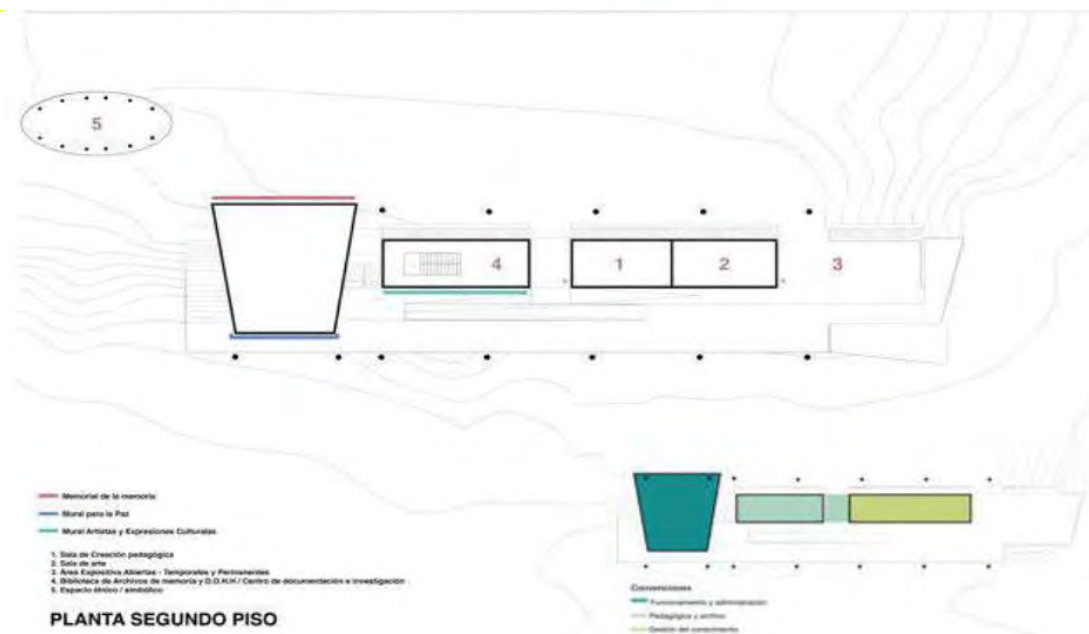 5
4
1
2
3
Memorial de la memoria
Mural para la Paz
Mural Artistas y Expresiones Culturales
1. Sala de Creación pedagógica
2. Sala de arte
3. Área Expositiva Abiertas - Temporales y Permanentes
4. Biblioteca de Archivos de memoria y D.D.H.H / Centro de documentación e investigación
5. Espacio étnico / simbólico
PLANTA SEGUNDO PISO
Convenciones
Funcionamiento y administración
Pedagógica y archivo
Gestión del conocimiento